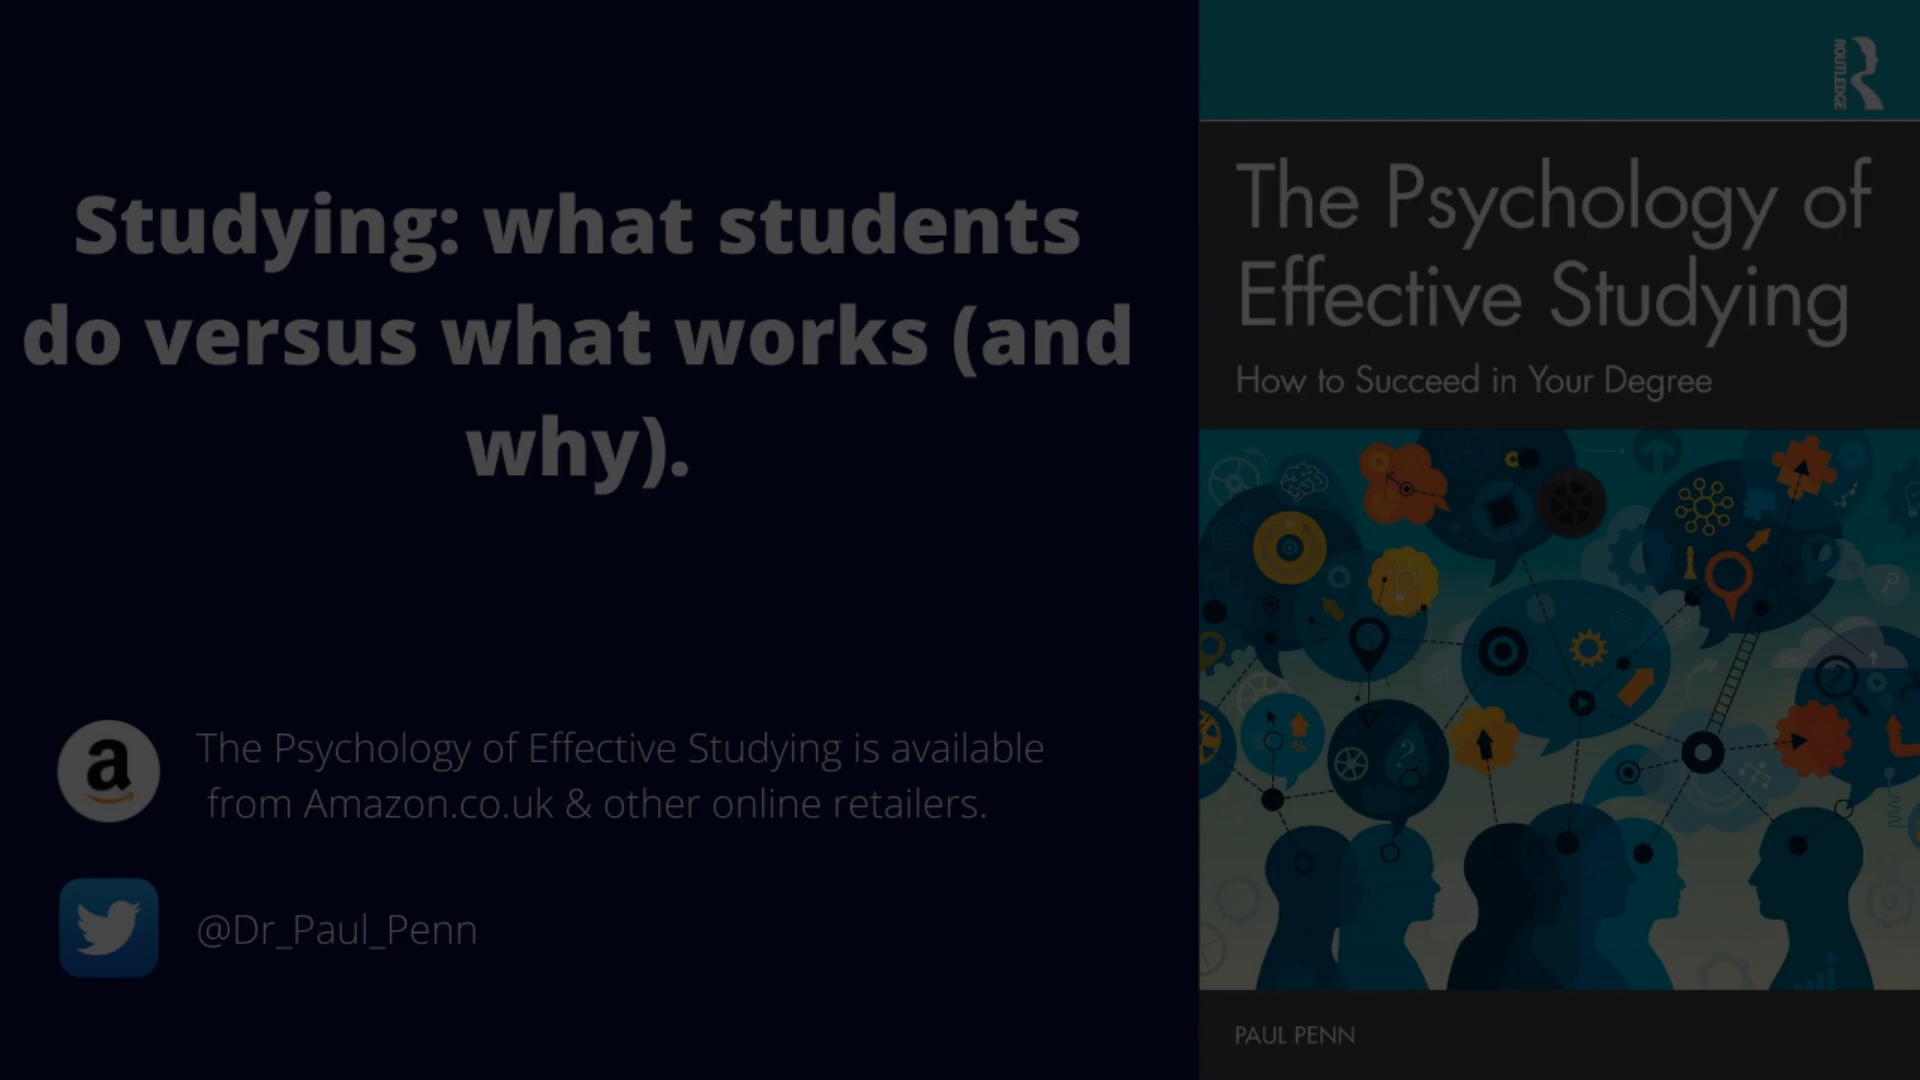 Studying: what students
do versus what works (and
why).
a
The Psychology of Effective Studying is available
from Amazon.co.uk & other online retailers.
@Dr_Paul_Penn
ROUTLEDGE
The Psychology of
Effective Studying
How to Succeed in Your Degree
?
%
?
PAUL PENN